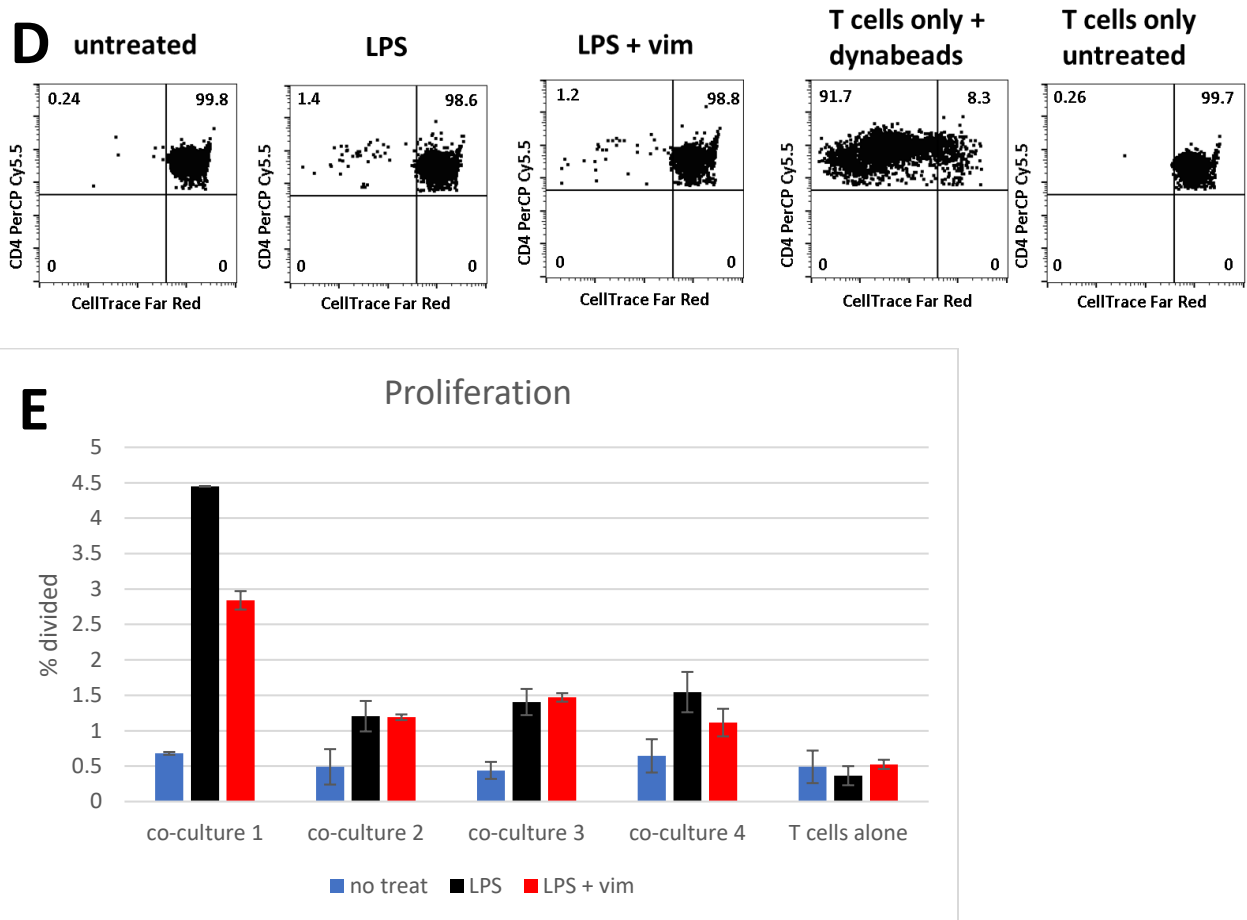 D
untreated
LPS
LPS + vim
T cells only +
dynabeads
T cells only
untreated
0.24
99.8
0
0
CD4 PerCP Cy5.5
CellTrace Far Red
1.4
98.6
0
0
CD4 PerCP Cy5.5
CellTrace Far Red
1.2
98.8
0
0
CD4 PerCP Cy5.5
CellTrace Far Red
91.7
8.3
0
0
CD4 PerCP Cy5.5
CellTrace Far Red
0.26
99.7
0
0
CD4 PerCP Cy5.5
CellTrace Far Red
E
Proliferation
% divided
5
4.5
4
3.5
3
2.5
2
1.5
1
0.5
0
co-culture 1
co-culture 2
co-culture 3
co-culture 4
T cells alone
no treat
LPS
LPS + vim